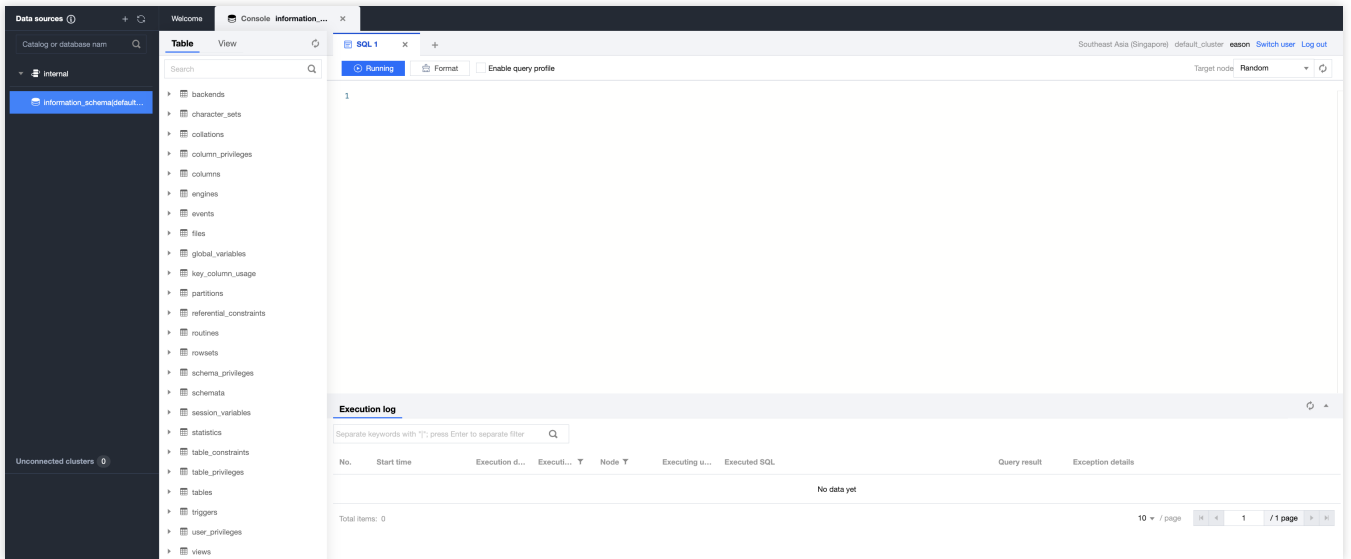 Data sources
Welcome
Console information_...
Catalog or database nam
internal
information_schema(default...
Unconnected clusters 0
Table View
Search
backends
character_sets
collations
column_privileges
columns
engines
events
files
global_variables
key_column_usage
partitions
referential_constraints
routines
rowsets
schema_privileges
schemata
session_variables
statistics
table_constraints
table_privileges
tables
triggers
user_privileges
views
SQL 1
Southeast Asia (Singapore) default_cluster eason Switch user Log out
Running Format Enable query profile
Target node Random
1
Execution log
Separate keywords with "|"; press Enter to separate filter
No. Start time Execution d... Executi... Node Executing u... Executed SQL Query result Exception details
No data yet
Total items: 0
10 / page 1 / 1 page